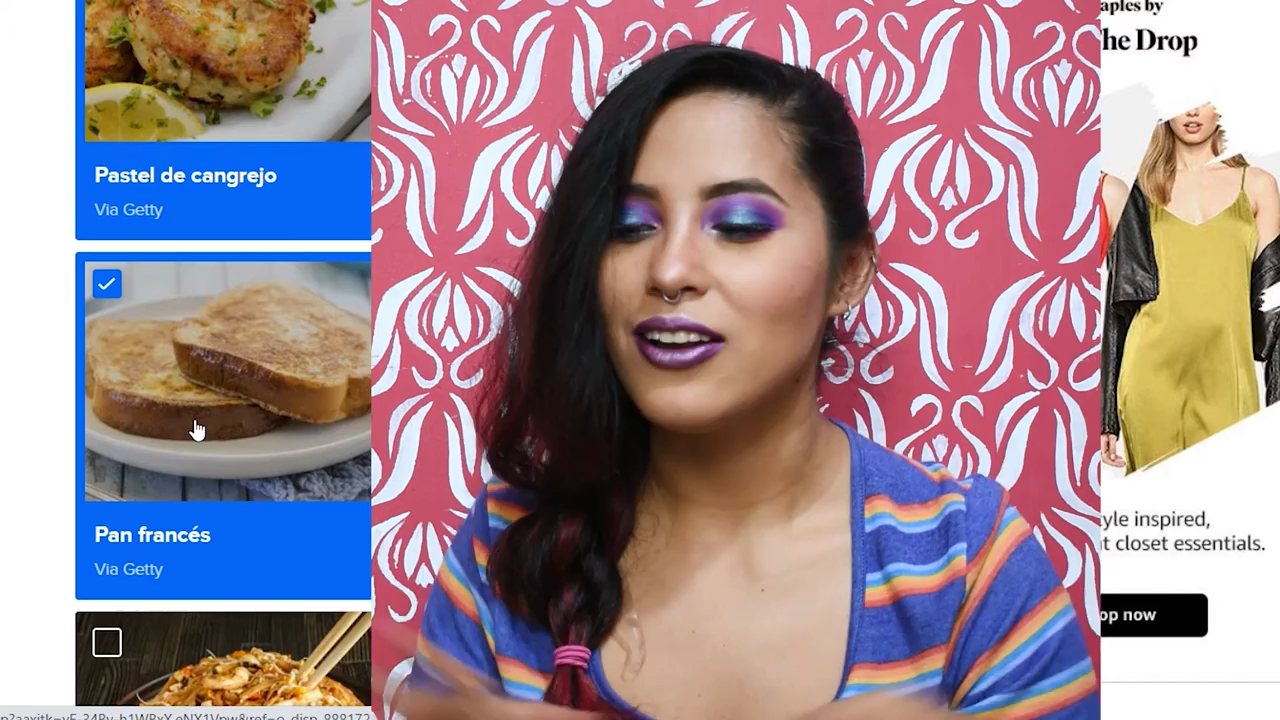 Pastel de cangrejo
Via Getty
Pan francés
Via Getty
aples by
he Drop
yle inspired,
t closet essentials.
op now